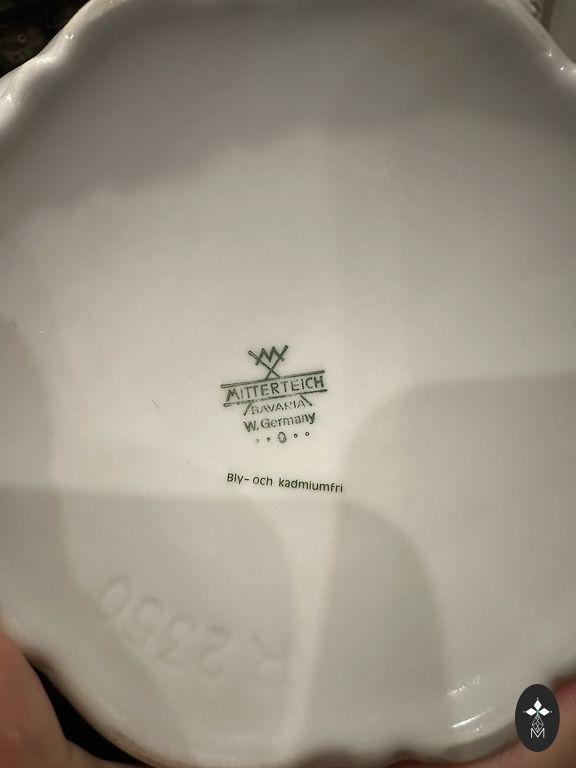 MITTERTEICH
BAVARIA
W. Germany
Bly- och kadmiumfri
R 2350
M